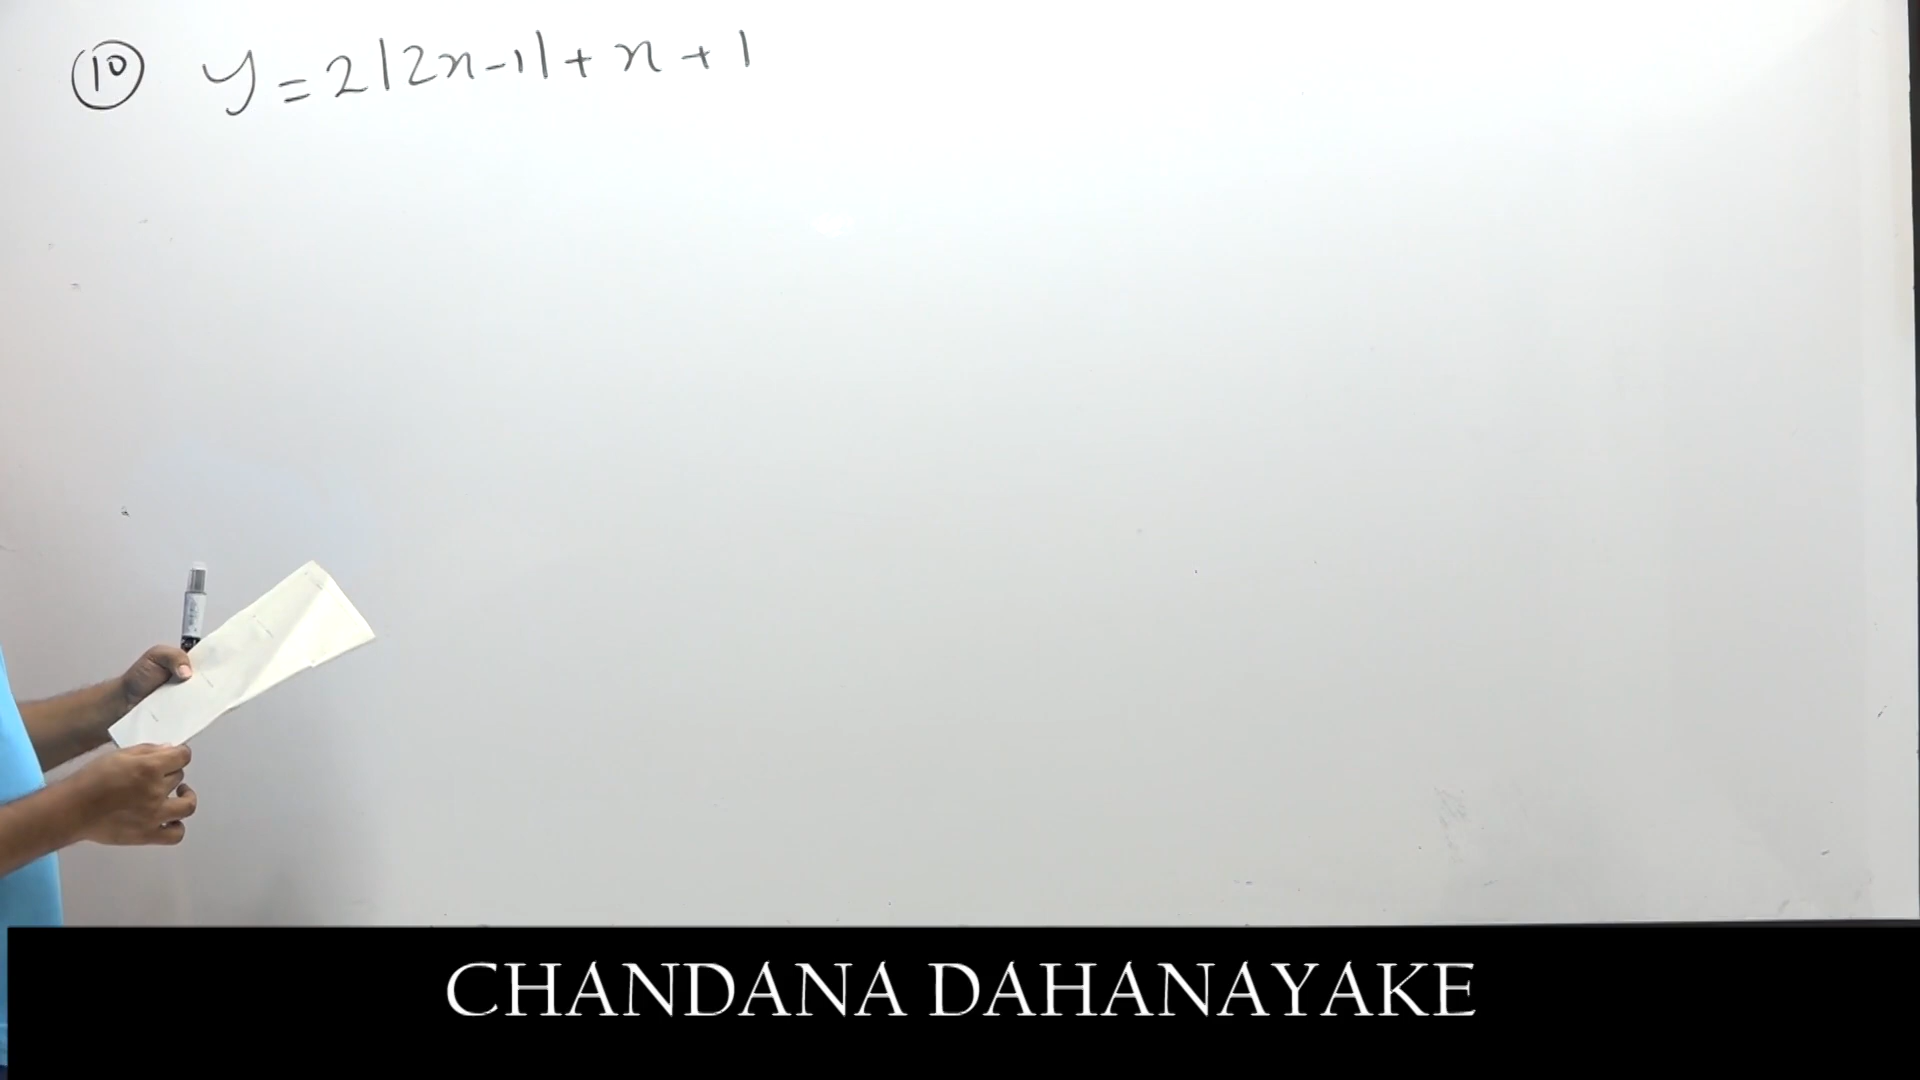 ⑩ y = 2|2x-1| + x + 1
CHANDANA DAHANAYAKE